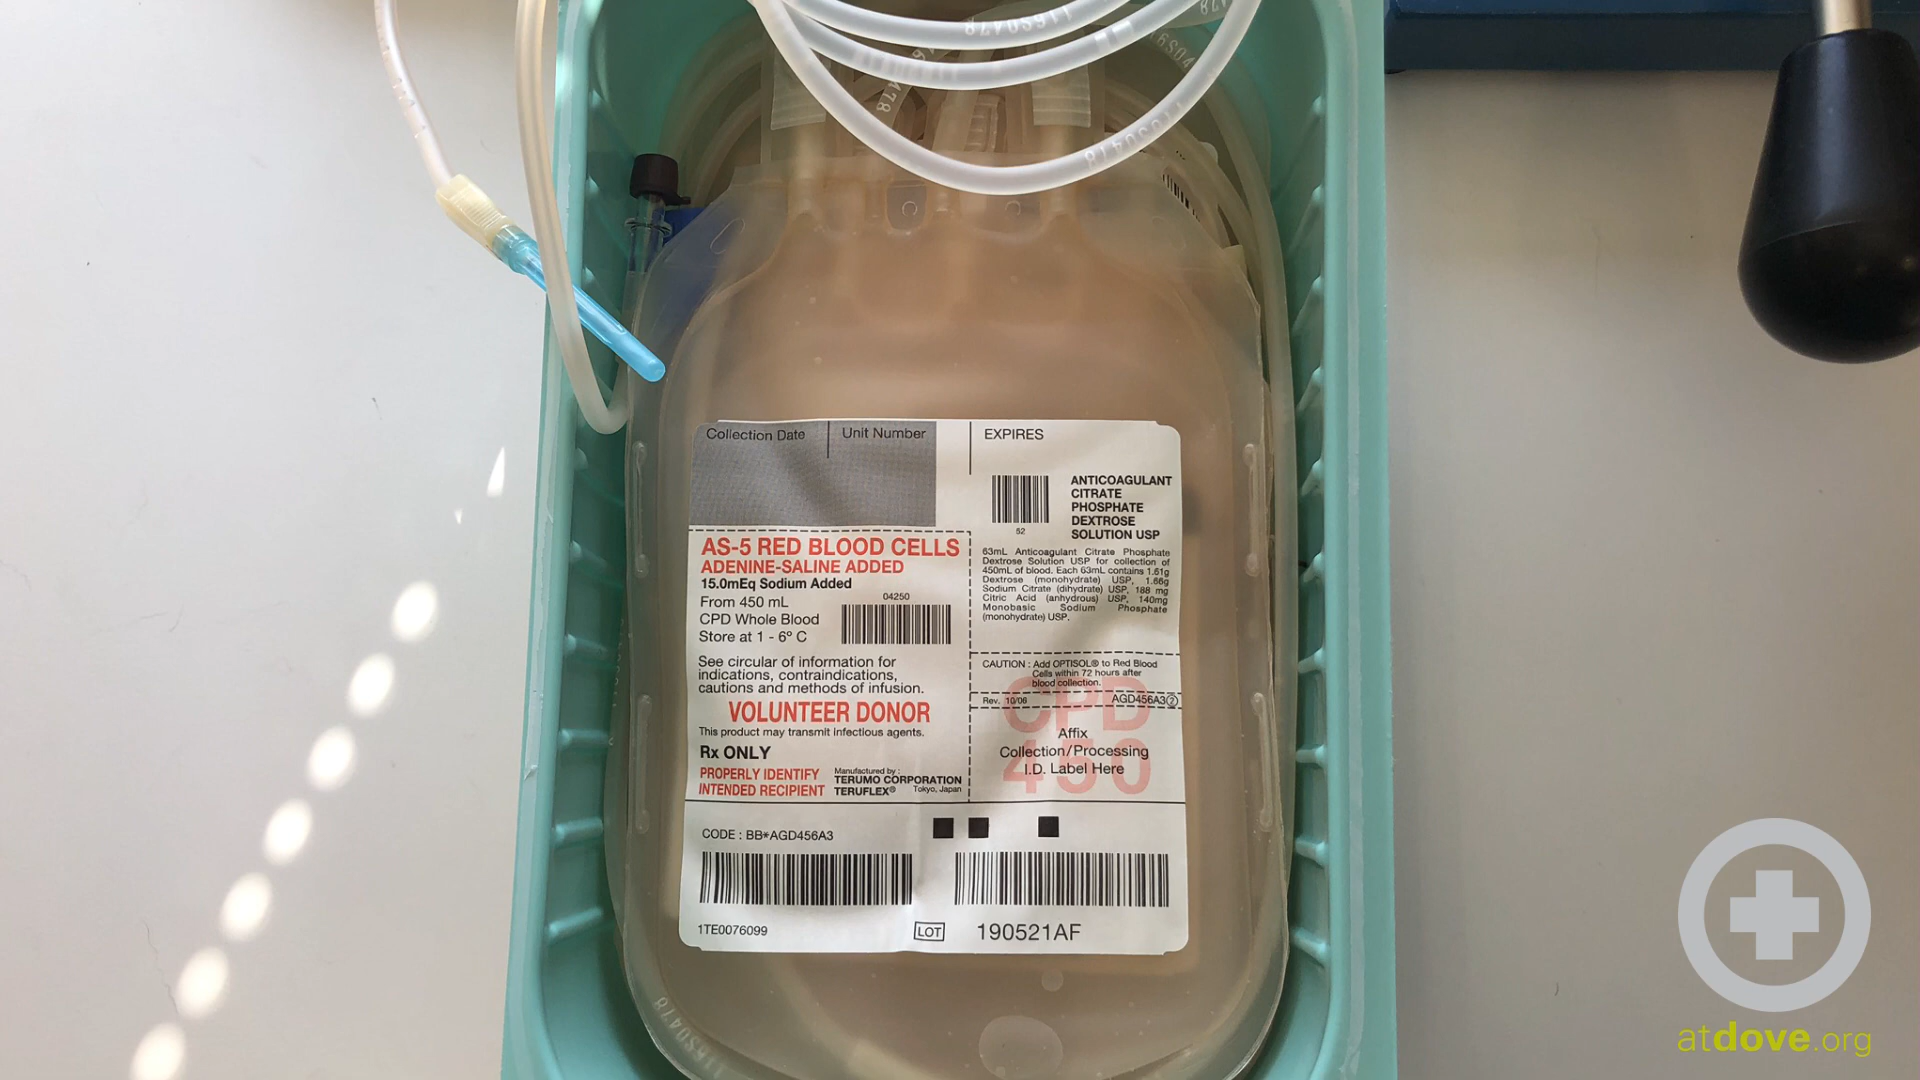 116S0478
Collection Date
Unit Number
EXPIRES
52
ANTICOAGULANT
CITRATE
PHOSPHATE
DEXTROSE
SOLUTION USP
63mL Anticoagulant Citrate Phosphate
Dextrose Solution USP for collection of
450mL of blood. Each 63mL contains 1.61g
Dextrose (monohydrate) USP, 1.66g
Sodium Citrate (dihydrate) USP, 188 mg
Citric Acid (anhydrous) USP, 140mg
Monobasic Sodium Phosphate
(monohydrate) USP.
AS-5 RED BLOOD CELLS
ADENINE-SALINE ADDED
15.0mEq Sodium Added
From 450 mL
CPD Whole Blood
Store at 1 - 6º C
04250
See circular of information for
indications, contraindications,
cautions and methods of infusion.
VOLUNTEER DONOR
This product may transmit infectious agents.
Rx ONLY
PROPERLY IDENTIFY
INTENDED RECIPIENT
Manufactured by :
TERUMO CORPORATION
TERUFLEX® Tokyo, Japan
CAUTION : Add OPTISOL® to Red Blood
Cells within 72 hours after
blood collection.
Rev. 10/06 AGD456A3②
CPD
450
Affix
Collection/Processing
I.D. Label Here
CODE : BB*AGD456A3
1TE0076099
LOT 190521AF
116S0478
atdove.org